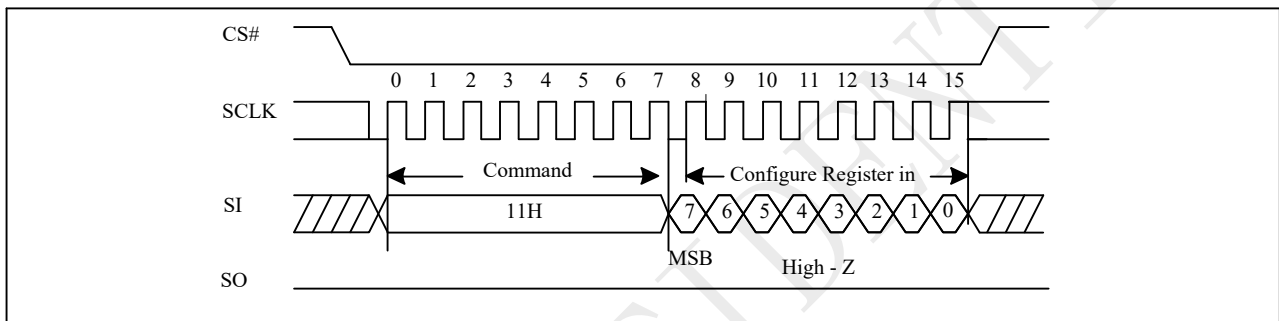 CS#
0 1 2 3 4 5 6 7 8 9 10 11 12 13 14 15
SCLK
Command
Configure Register in
SI
11H
7 6 5 4 3 2 1 0
MSB
High - Z
SO